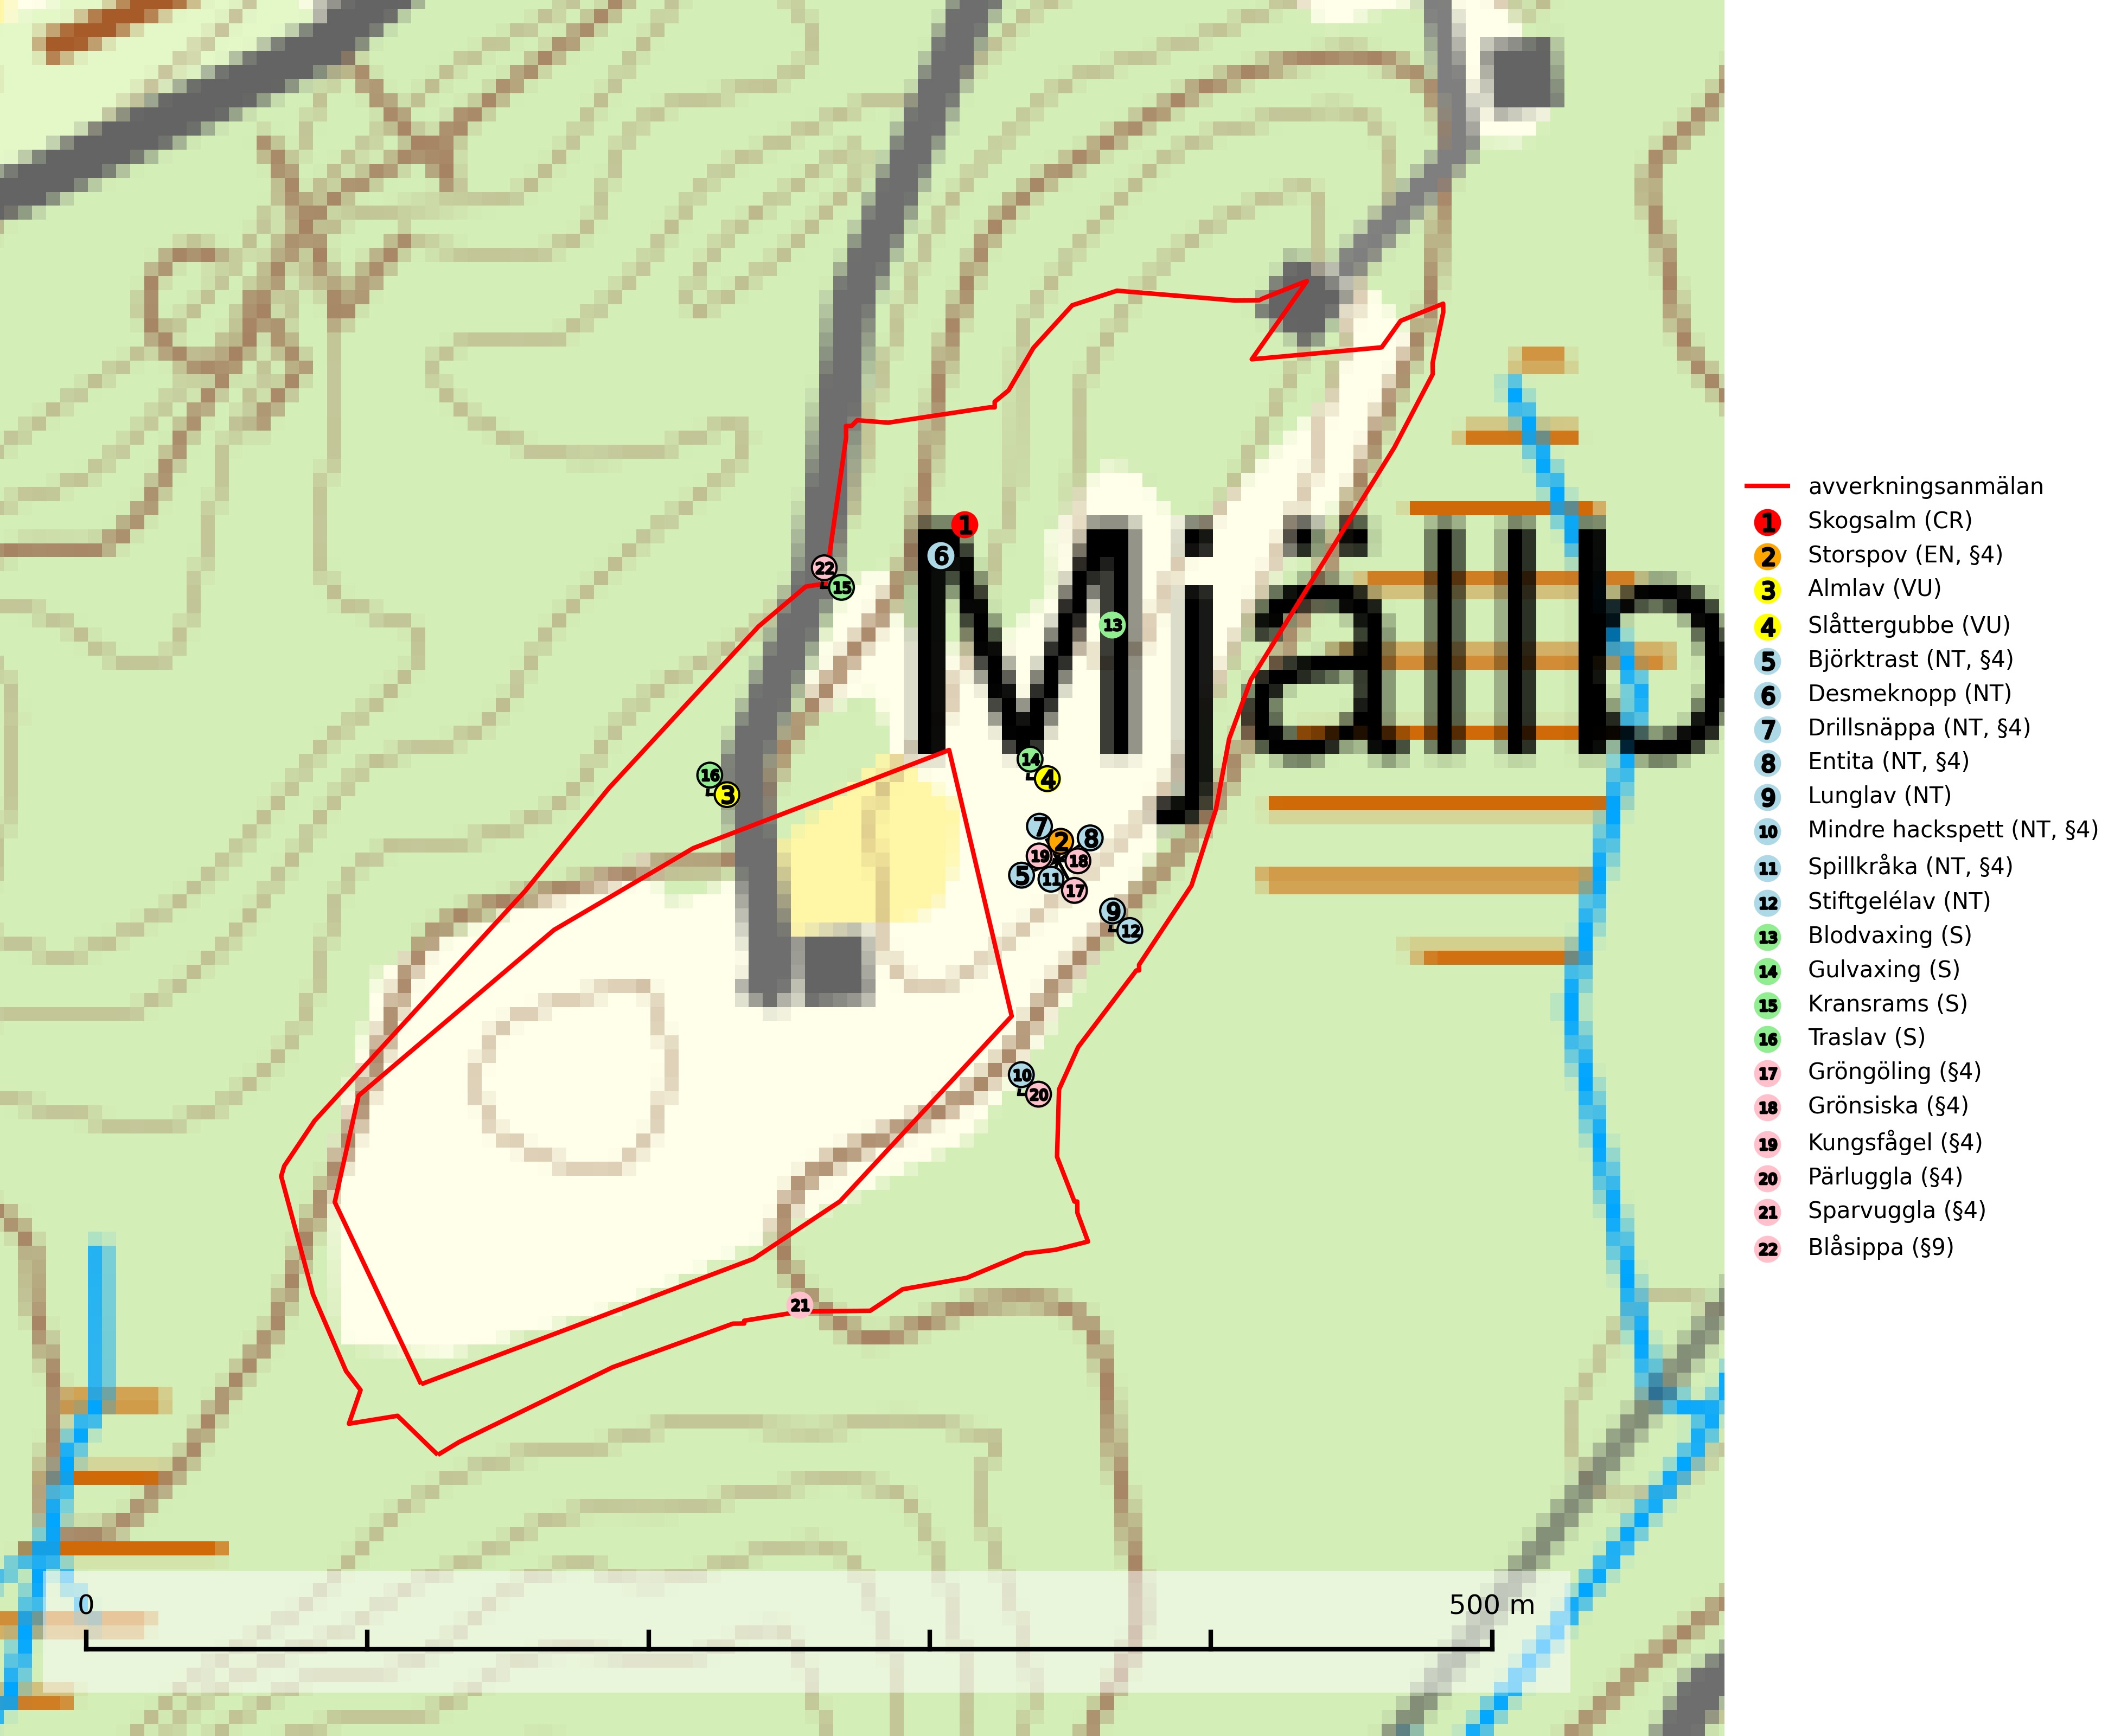 Mjällb
1
6
22
15
13
16
3
14
4
7
2
8
19
18
5
11
17
9
12
10
20
21
0
500 m
avverkningsanmälan
1 Skogsalm (CR)
2 Storspov (EN, §4)
3 Almlav (VU)
4 Slåttergubbe (VU)
5 Björktrast (NT, §4)
6 Desmeknopp (NT)
7 Drillsnäppa (NT, §4)
8 Entita (NT, §4)
9 Lunglav (NT)
10 Mindre hackspett (NT, §4)
11 Spillkråka (NT, §4)
12 Stiftgelélav (NT)
13 Blodvaxing (S)
14 Gulvaxing (S)
15 Kransrams (S)
16 Traslav (S)
17 Gröngöling (§4)
18 Grönsiska (§4)
19 Kungsfågel (§4)
20 Pärluggla (§4)
21 Sparvuggla (§4)
22 Blåsippa (§9)